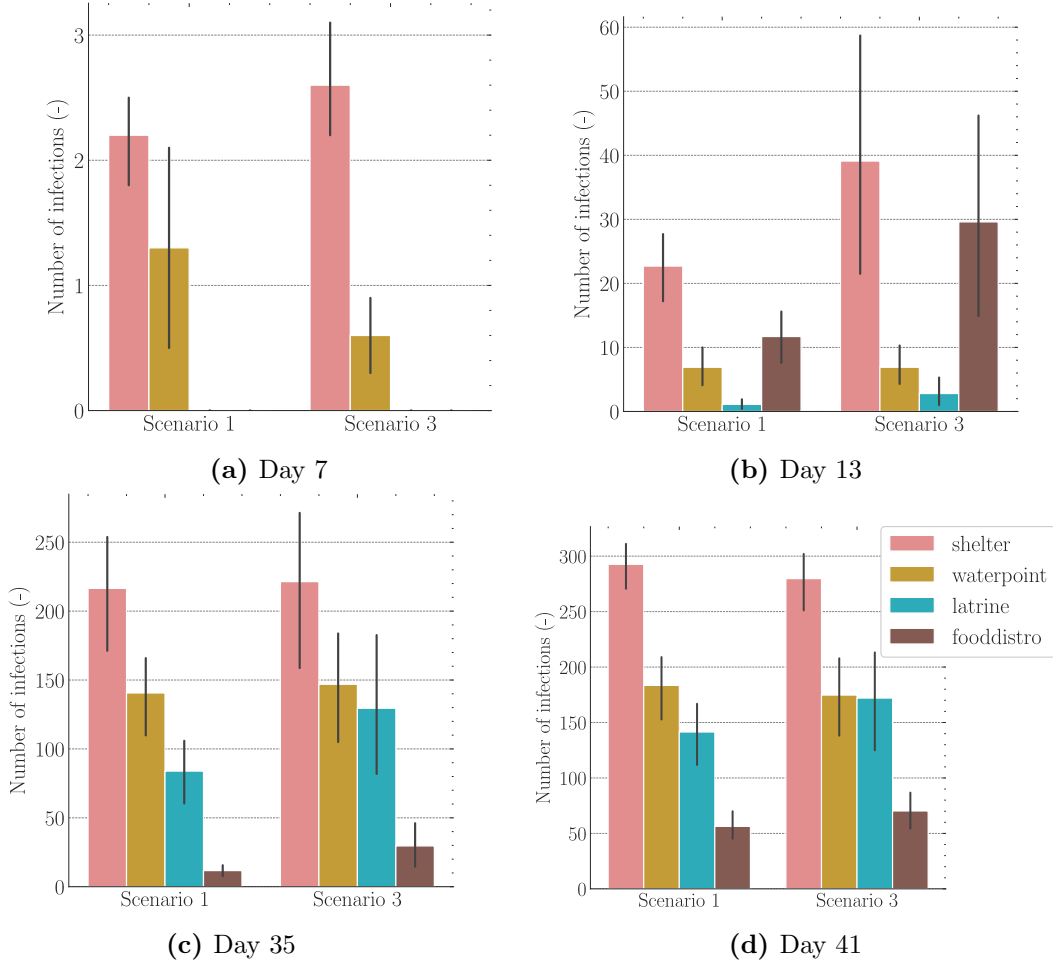 Number of infections (-)
3
2
1
0
Scenario 1
Scenario 3
(a) Day 7
Number of infections (-)
60
50
40
30
20
10
0
Scenario 1
Scenario 3
(b) Day 13
Number of infections (-)
250
200
150
100
50
0
Scenario 1
Scenario 3
(c) Day 35
Number of infections (-)
300
250
200
150
100
50
0
Scenario 1
Scenario 3
shelter
waterpoint
latrine
fooddistro
(d) Day 41